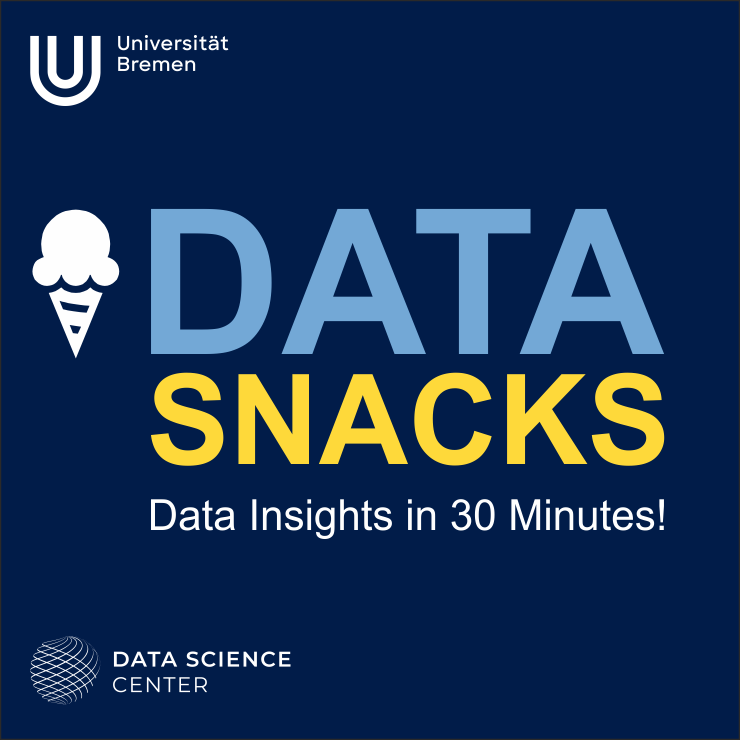 Universität
Bremen
DATA
SNACKS
Data Insights in 30 Minutes!
DATA SCIENCE
CENTER